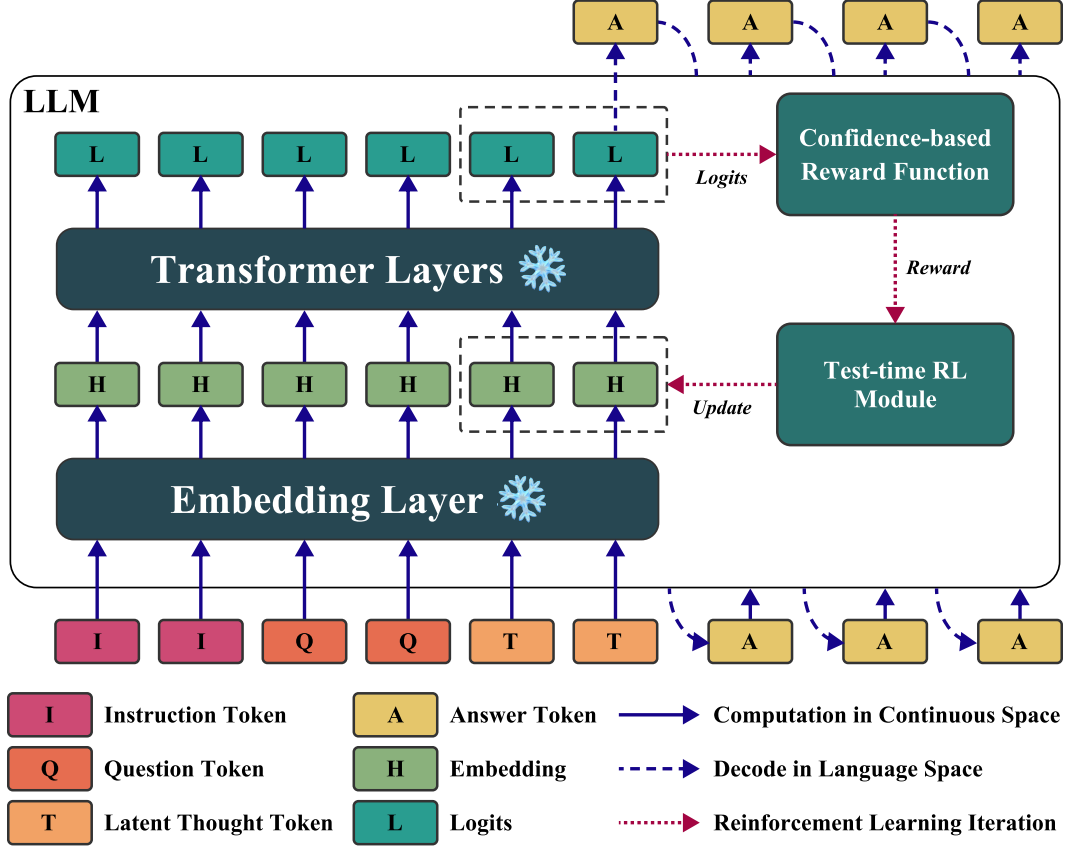 A A A A
LLM
L L L L L L
Confidence-based
Reward Function
Logits
Transformer Layers
Reward
H H H H H H
Test-time RL
Module
Update
Embedding Layer
I I Q Q T T A A A
I Instruction Token
A Answer Token
Computation in Continuous Space
Q Question Token
H Embedding
Decode in Language Space
T Latent Thought Token
L Logits
Reinforcement Learning Iteration